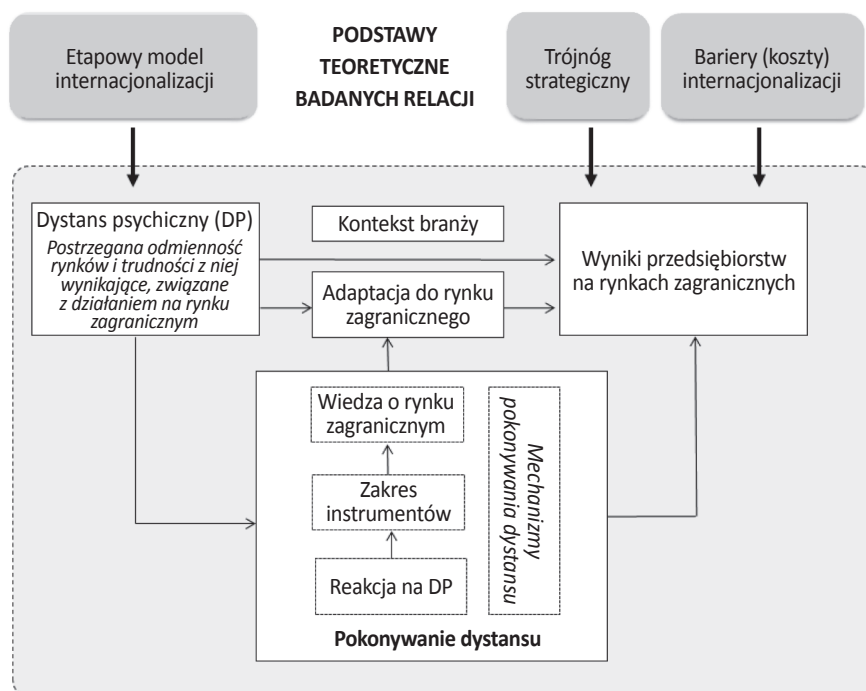 Etapowy model
internacjonalizacji
PODSTAWY
TEORETYCZNE
BADANYCH RELACJI
Trójnóg
strategiczny
Bariery (koszty)
internacjonalizacji
Dystans psychiczny (DP)
Postrzegana odmienność
rynków i trudności z niej
wynikające, związane
z działaniem na rynku
zagranicznym
Kontekst branży
Adaptacja do rynku
zagranicznego
Wyniki przedsiębiorstw
na rynkach zagranicznych
Wiedza o rynku
zagranicznym
Zakres
instrumentów
Reakcja na DP
Mechanizmy
pokonywania dystansu
Pokonywanie dystansu